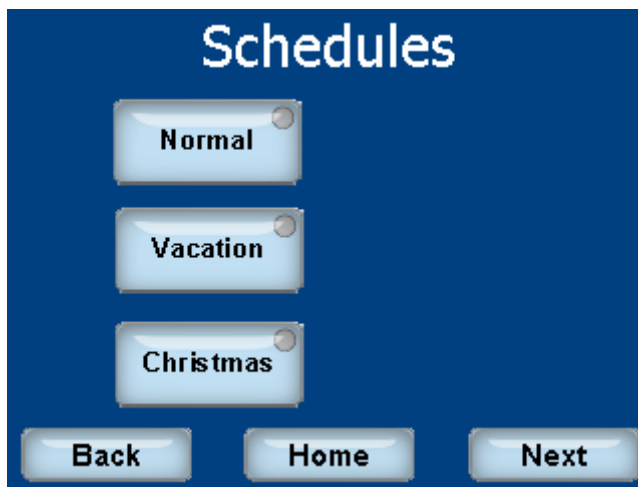 Schedules
Normal
Vacation
Christmas
Back Home Next